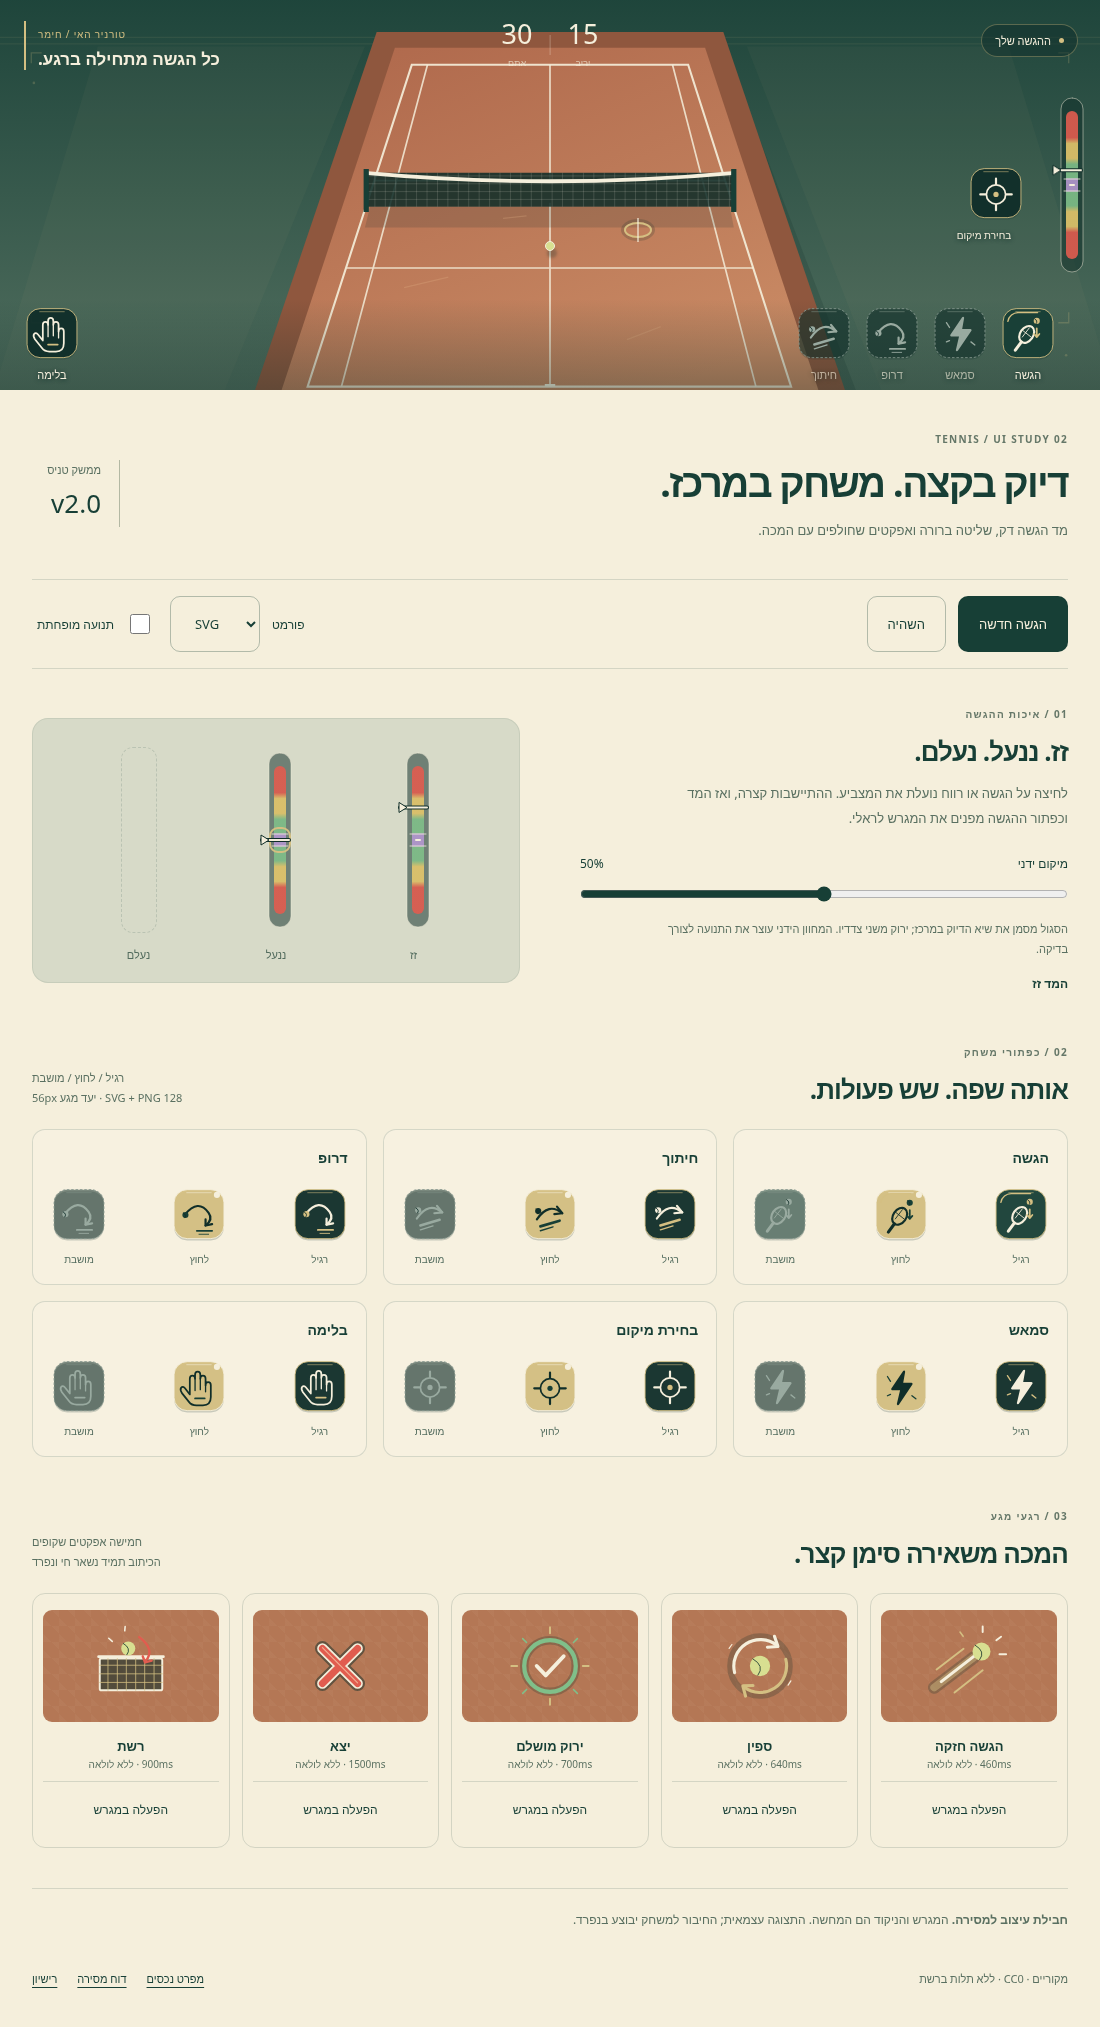 ההגשה שלך
15
30
יריב
אתם
טורניר האי / חימר
כל הגשה מתחילה ברגע.
בחירת מיקום
הגשה
סמאש
דרופ
חיתוך
בלימה
TENNIS / UI STUDY 02
דיוק בקצה. משחק במרכז.
מד הגשה דק, שליטה ברורה ואפקטים שחולפים עם המכה.
ממשק טניס
v2.0
הגשה חדשה
השהיה
פורמט
SVG
תנועה מופחתת
01 / איכות ההגשה
זז. ננעל. נעלם.
לחיצה על הגשה או רווח נועלת את המצביע. ההתיישבות קצרה, ואז המד
וכפתור ההגשה מפנים את המגרש לראלי.
מיקום ידני
50%
הסגול מסמן את שיא הדיוק במרכז; ירוק משני צדדיו. המחוון הידני עוצר את התנועה לצורך
בדיקה.
המד זז
זז
ננעל
נעלם
02 / כפתורי משחק
אותה שפה. שש פעולות.
רגיל / לחוץ / מושבת
SVG + PNG 128 · יעד מגע 56px
הגשה
רגיל
לחוץ
מושבת
חיתוך
רגיל
לחוץ
מושבת
דרופ
רגיל
לחוץ
מושבת
סמאש
רגיל
לחוץ
מושבת
בחירת מיקום
רגיל
לחוץ
מושבת
בלימה
רגיל
לחוץ
מושבת
03 / רגעי מגע
המכה משאירה סימן קצר.
חמישה אפקטים שקופים
הכיתוב תמיד נשאר חי ונפרד
הגשה חזקה
460ms · ללא לולאה
הפעלה במגרש
ספין
640ms · ללא לולאה
הפעלה במגרש
ירוק מושלם
700ms · ללא לולאה
הפעלה במגרש
יצא
1500ms · ללא לולאה
הפעלה במגרש
רשת
900ms · ללא לולאה
הפעלה במגרש
חבילת עיצוב למסירה. המגרש והניקוד הם המחשה. התצוגה עצמאית; החיבור למשחק יבוצע בנפרד.
מקוריים · CC0 · ללא תלות ברשת
מפרט נכסים
דוח מסירה
רישיון